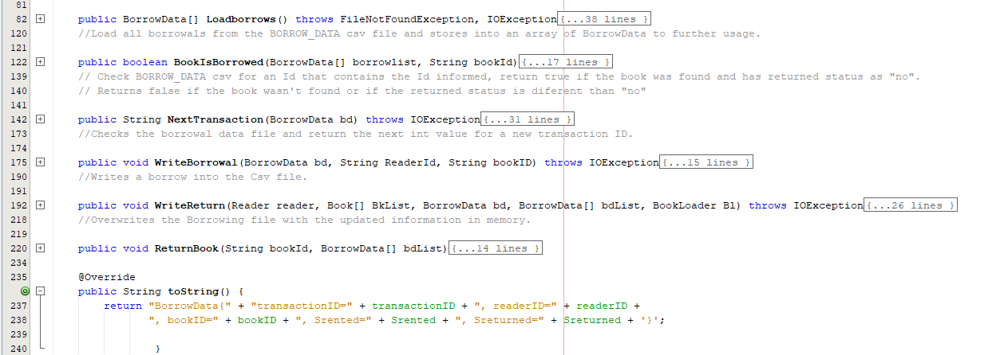 81
82 public BorrowData[] Loadborrows() throws FileNotFoundException, IOException {...38 lines }
120 //Load all borrowals from the BORROW_DATA csv file and stores into an array of BorrowData to further usage.
121
122 public boolean BookIsBorrowed(BorrowData[] borrowlist, String bookId) {...17 lines }
139 // Check BORROW_DATA csv for an Id that contains the Id informed, return true if the book was found and has returned status as "no".
140 // Returns false if the book wasn't found or if the returned status is diferent than "no"
141
142 public String NextTransaction(BorrowData bd) throws IOException {...31 lines }
173 //Checks the borrowal data file and return the next int value for a new transaction ID.
174
175 public void WriteBorrowal(BorrowData bd, String ReaderId, String bookID) throws IOException {...15 lines }
190 //Writes a borrow into the Csv file.
191
192 public void WriteReturn(Reader reader, Book[] BkList, BorrowData bd, BorrowData[] bdList, BookLoader Bl) throws IOException {...26 lines }
218 //Overwrites the Borrowing file with the updated information in memory.
219
220 public void ReturnBook(String bookId, BorrowData[] bdList) {...14 lines }
234
235 @Override
public String toString() {
237 return "BorrowData{" + "transactionID=" + transactionID + ", readerID=" + readerID +
238 ", bookID=" + bookID + ", Srented=" + Srented + ", Sreturned=" + Sreturned + '}';
239
240 }